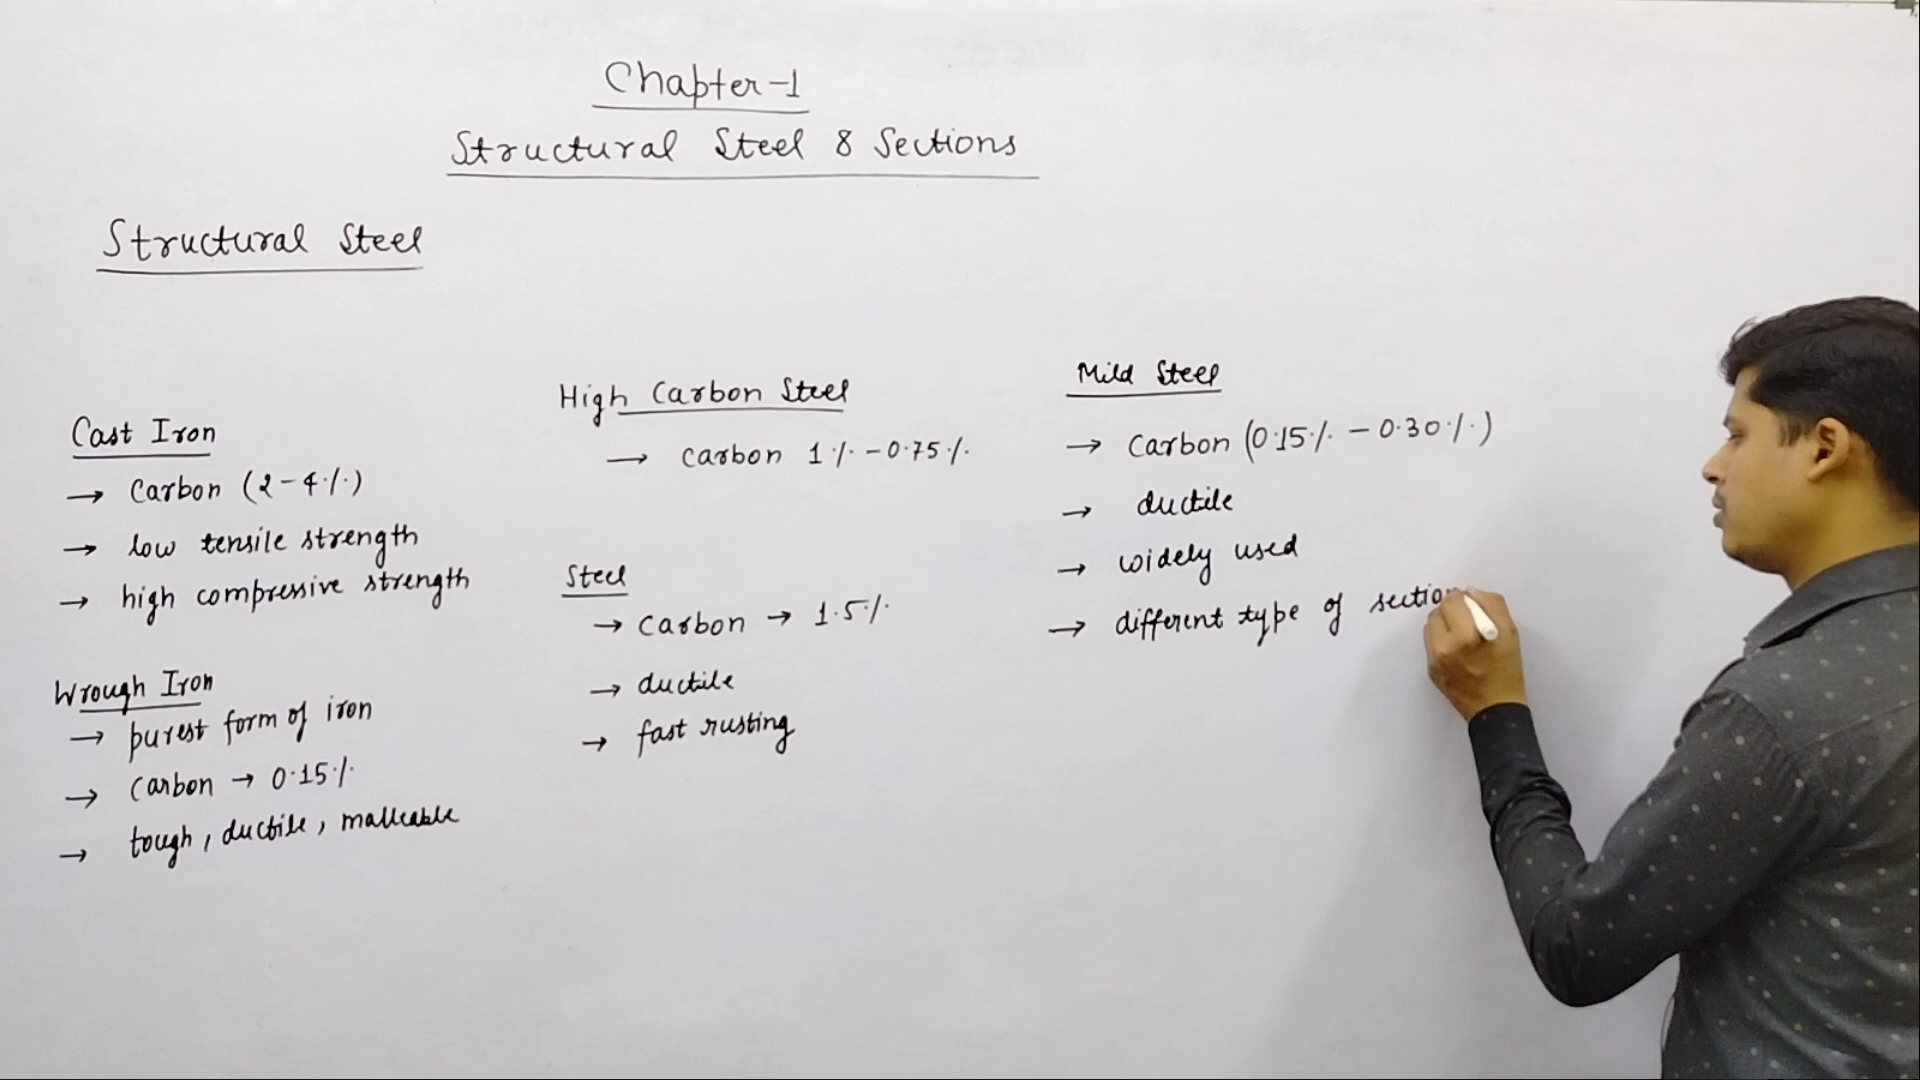 Chapter-1
Structural Steel & Sections
Structural Steel
Cast Iron
→ Carbon (2-4%)
→ low tensile strength
→ high compressive strength
Wrough Iron
→ purest form of iron
→ carbon → 0.15%
→ tough, ductile, malleable
High Carbon Steel
→ carbon 1% - 0.75%
Steel
→ carbon → 1.5%
→ ductile
→ fast rusting
Mild Steel
→ carbon (0.15% - 0.30%)
→ ductile
→ widely used
→ different type of section